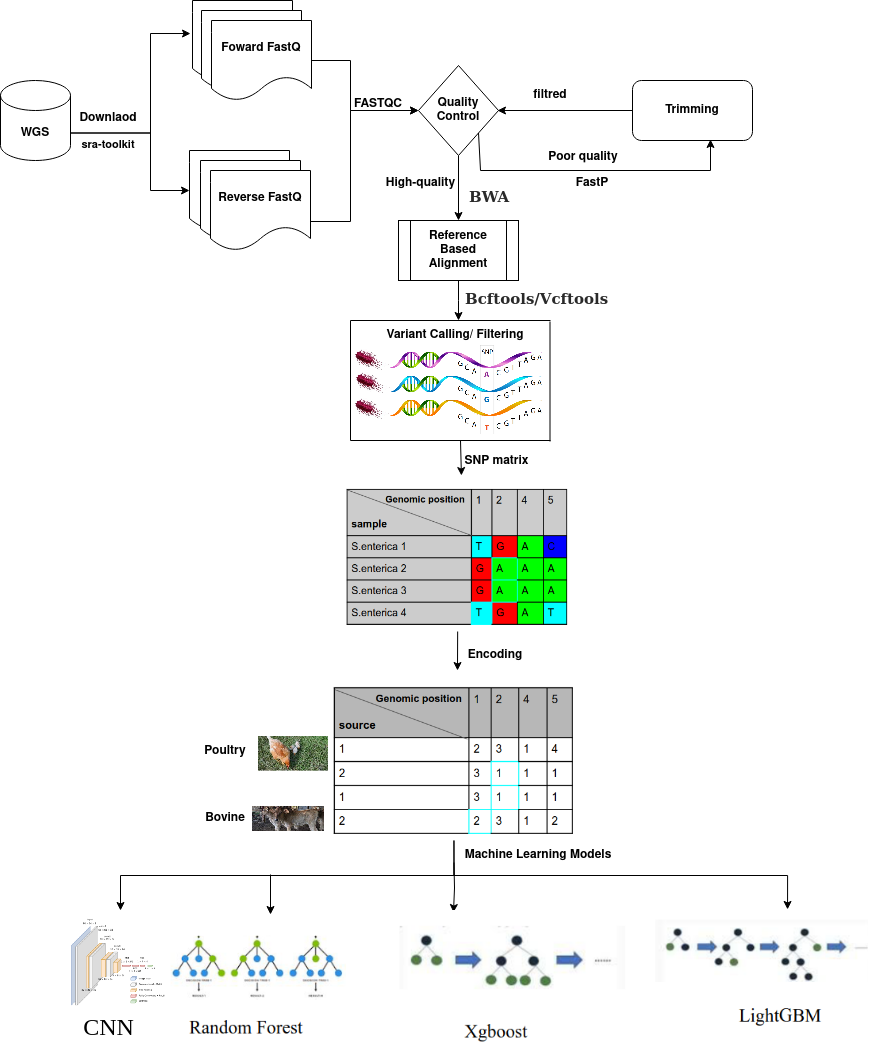 Foward FastQ
WGS
Downlaod
sra-toolkit
Reverse FastQ
FASTQC
Quality
Control
filtred
Trimming
Poor quality
FastP
High-quality
BWA
Reference
Based
Alignment
Bcftools/Vcftools
Variant Calling/ Filtering
SNP
G C A A C G T T A G A
G C A G C G T T A G A
G C A T C G T T A G A
SNP matrix
Genomic position 1 2 4 5
sample
S.enterica 1 T G A C
S.enterica 2 G A A A
S.enterica 3 G A A A
S.enterica 4 T G A T
Encoding
Genomic position 1 2 4 5
source
Poultry
1 2 3 1 4
2 3 1 1 1
1 3 1 1 1
Bovine
2 2 3 1 2
Machine Learning Models
CNN
Random Forest
Xgboost
LightGBM